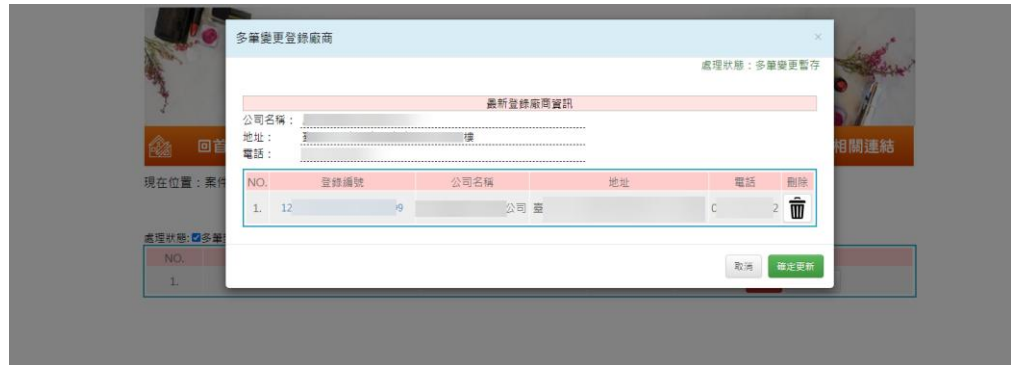 多筆變更登錄廠商 ×
處理狀態：多筆變更暫存
最新登錄廠商資訊
公司名稱：
地址： 樓
電話：
回首
相關連結
現在位置：案件
NO. 登錄編號 公司名稱 地址 電話 刪除
1. 12 99 公司 臺 0 2
處理狀態:多筆
NO.
1.
取消 確定更新